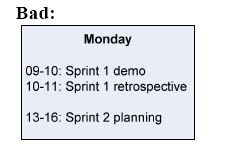 Bad:
Monday
09-10: Sprint 1 demo
10-11: Sprint 1 retrospective
13-16: Sprint 2 planning